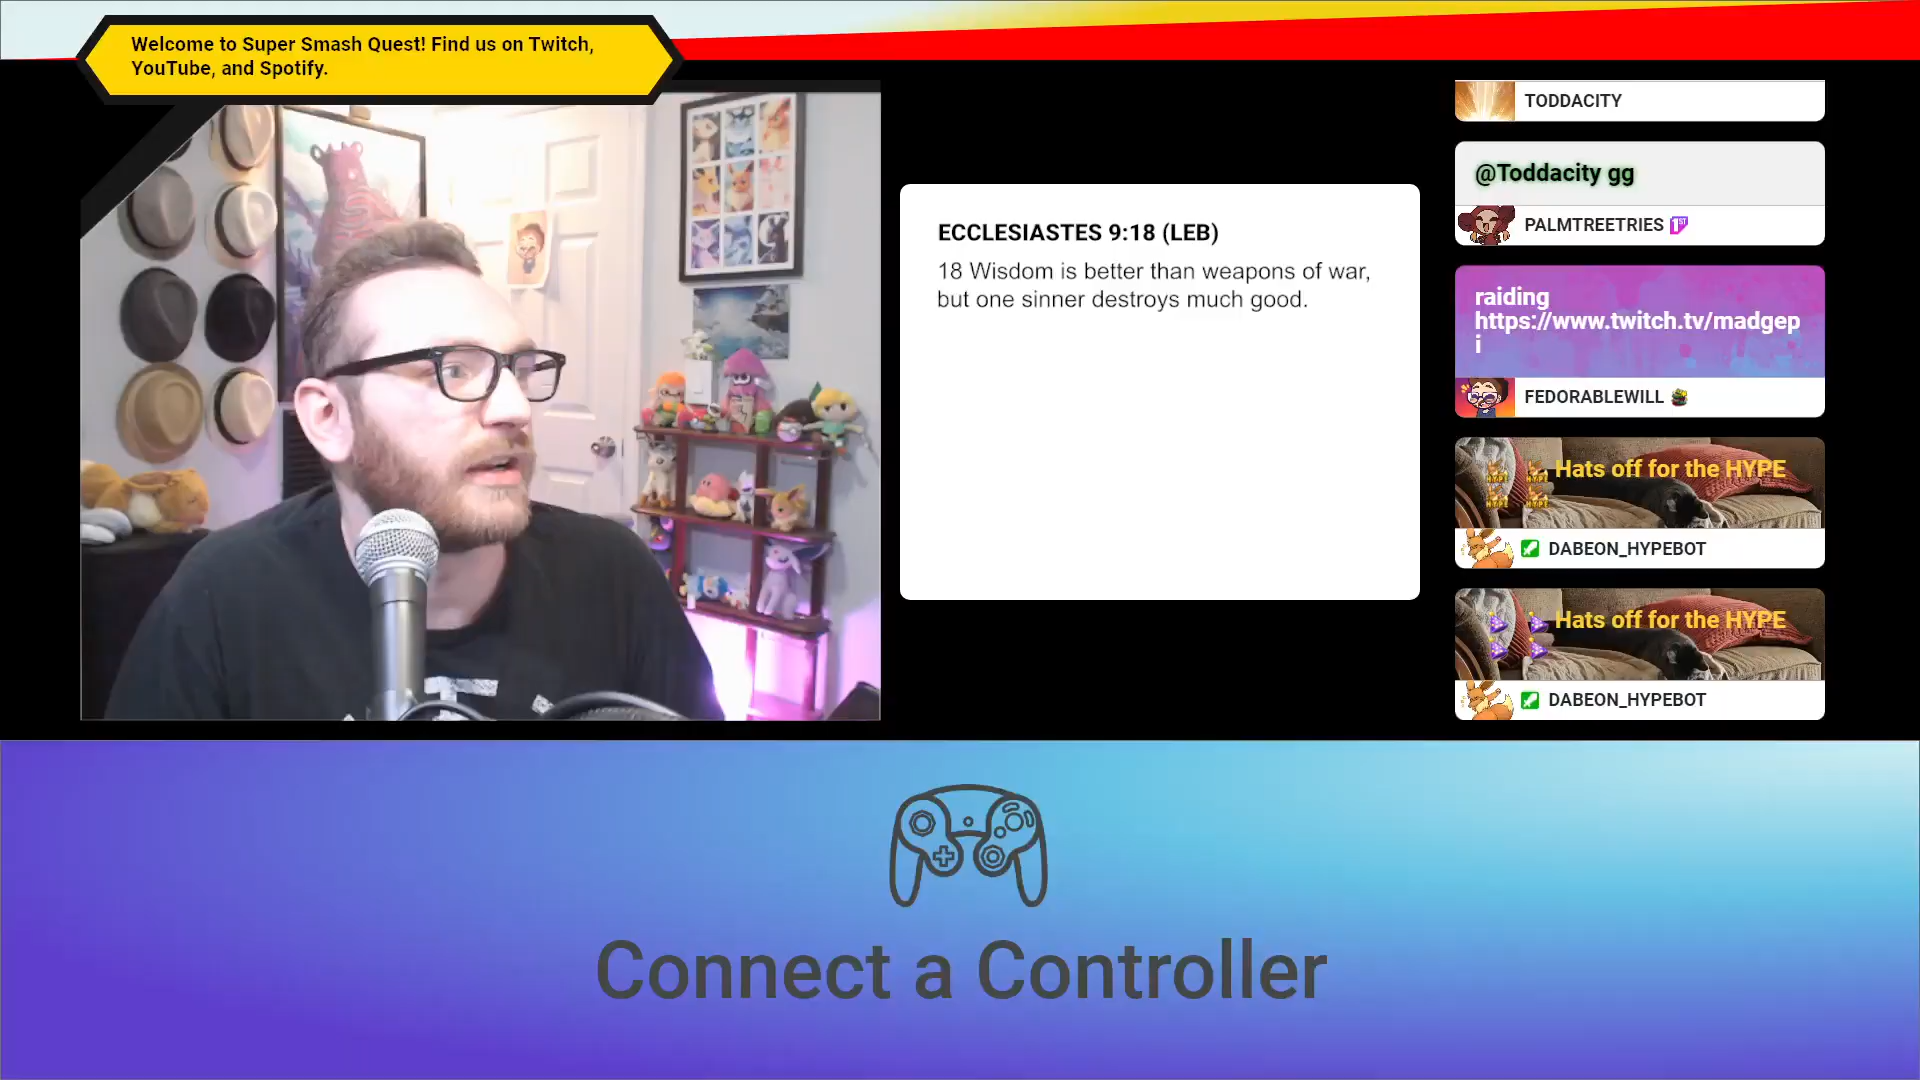 Welcome to Super Smash Quest! Find us on Twitch,
YouTube, and Spotify.
ECCLESIASTES 9:18 (LEB)
18 Wisdom is better than weapons of war,
but one sinner destroys much good.
TODDACITY
@Toddacity gg
PALMTREETRIES
raiding
https://www.twitch.tv/madgep
i
FEDORABLEWILL
Hats off for the HYPE
DABEON_HYPEBOT
Hats off for the HYPE
DABEON_HYPEBOT
Connect a Controller